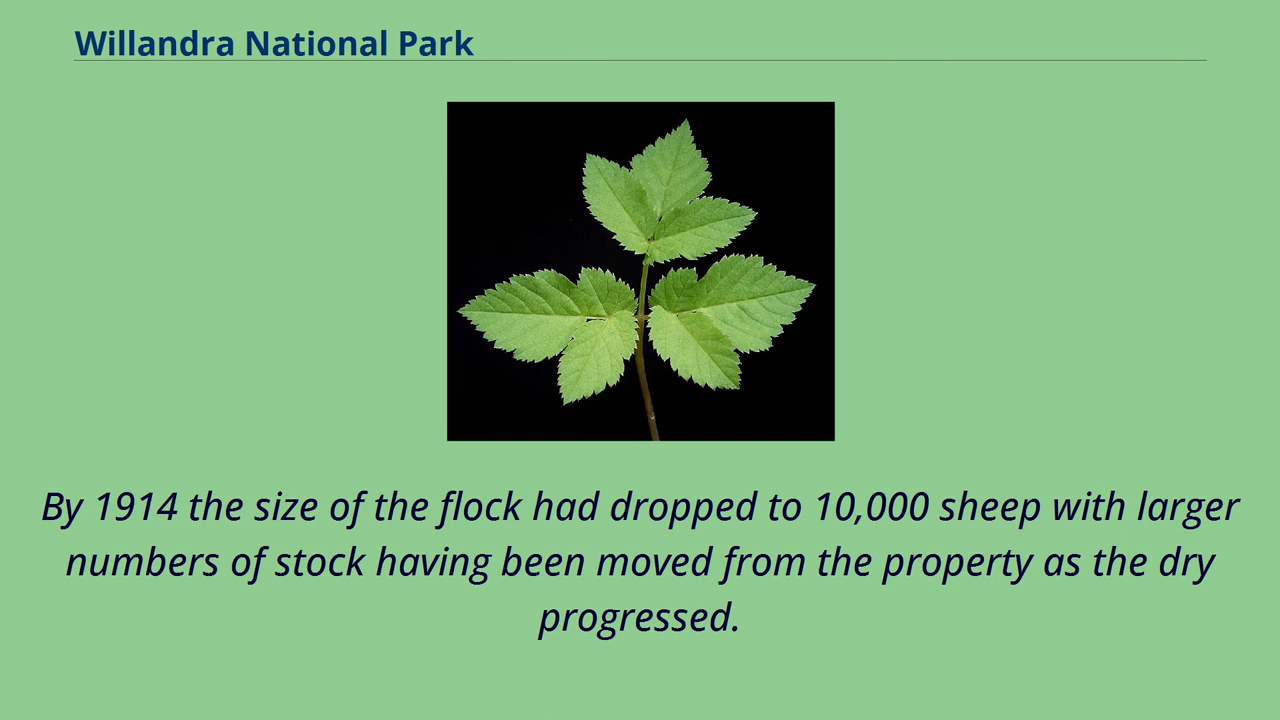 Willandra National Park
By 1914 the size of the flock had dropped to 10,000 sheep with larger
numbers of stock having been moved from the property as the dry
progressed.